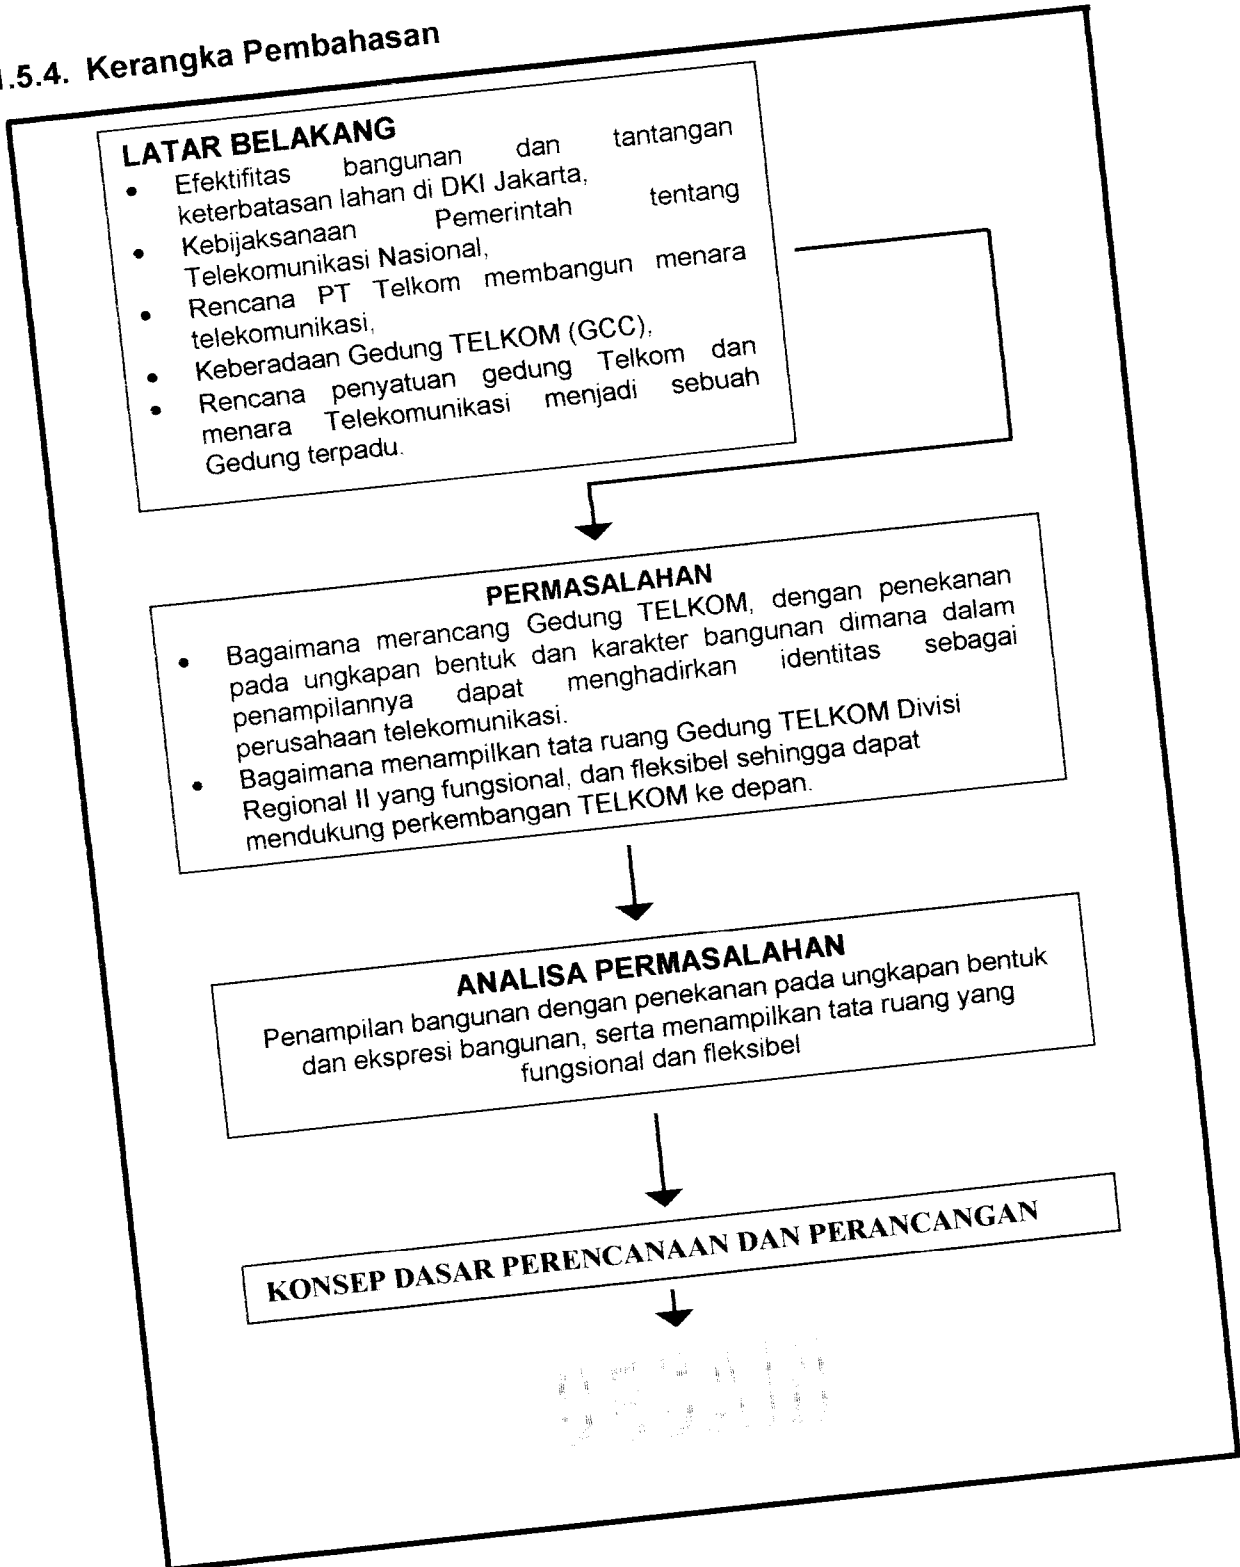 1.5.4. Kerangka Pembahasan
LATAR BELAKANG
• Efektifitas bangunan dan tantangan
keterbatasan lahan di DKI Jakarta,
• Kebijaksanaan Pemerintah tentang
Telekomunikasi Nasional,
• Rencana PT Telkom membangun menara
telekomunikasi,
• Keberadaan Gedung TELKOM (GCC),
• Rencana penyatuan gedung Telkom dan
menara Telekomunikasi menjadi sebuah
Gedung terpadu.
PERMASALAHAN
• Bagaimana merancang Gedung TELKOM, dengan penekanan
pada ungkapan bentuk dan karakter bangunan dimana dalam
penampilannya dapat menghadirkan identitas sebagai
perusahaan telekomunikasi.
• Bagaimana menampilkan tata ruang Gedung TELKOM Divisi
Regional II yang fungsional, dan fleksibel sehingga dapat
mendukung perkembangan TELKOM ke depan.
ANALISA PERMASALAHAN
Penampilan bangunan dengan penekanan pada ungkapan bentuk
dan ekspresi bangunan, serta menampilkan tata ruang yang
fungsional dan fleksibel
KONSEP DASAR PERENCANAAN DAN PERANCANGAN